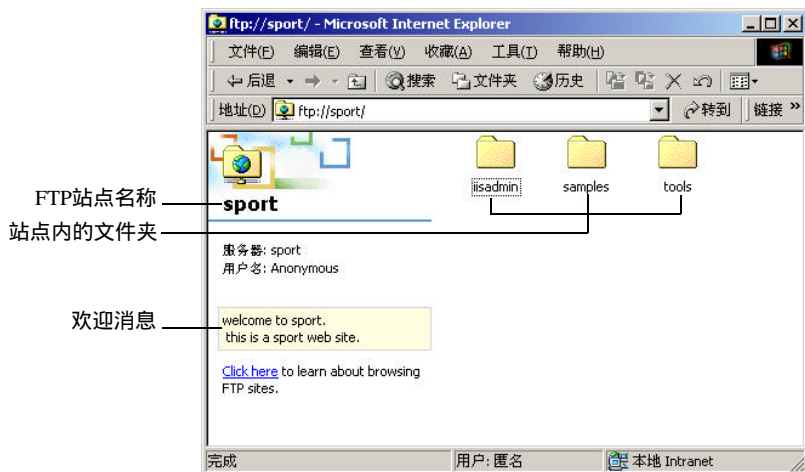 ftp://sport/ - Microsoft Internet Explorer
文件(F) 编辑(E) 查看(V) 收藏(A) 工具(T) 帮助(H)
后退 搜索 文件夹 历史
地址(D) ftp://sport/ 转到 链接 »
iisadmin samples tools
FTP站点名称
sport
站点内的文件夹
服务器: sport
用户名: Anonymous
欢迎消息
welcome to sport.
this is a sport web site.
Click here to learn about browsing
FTP sites.
完成 用户: 匿名 本地 Intranet